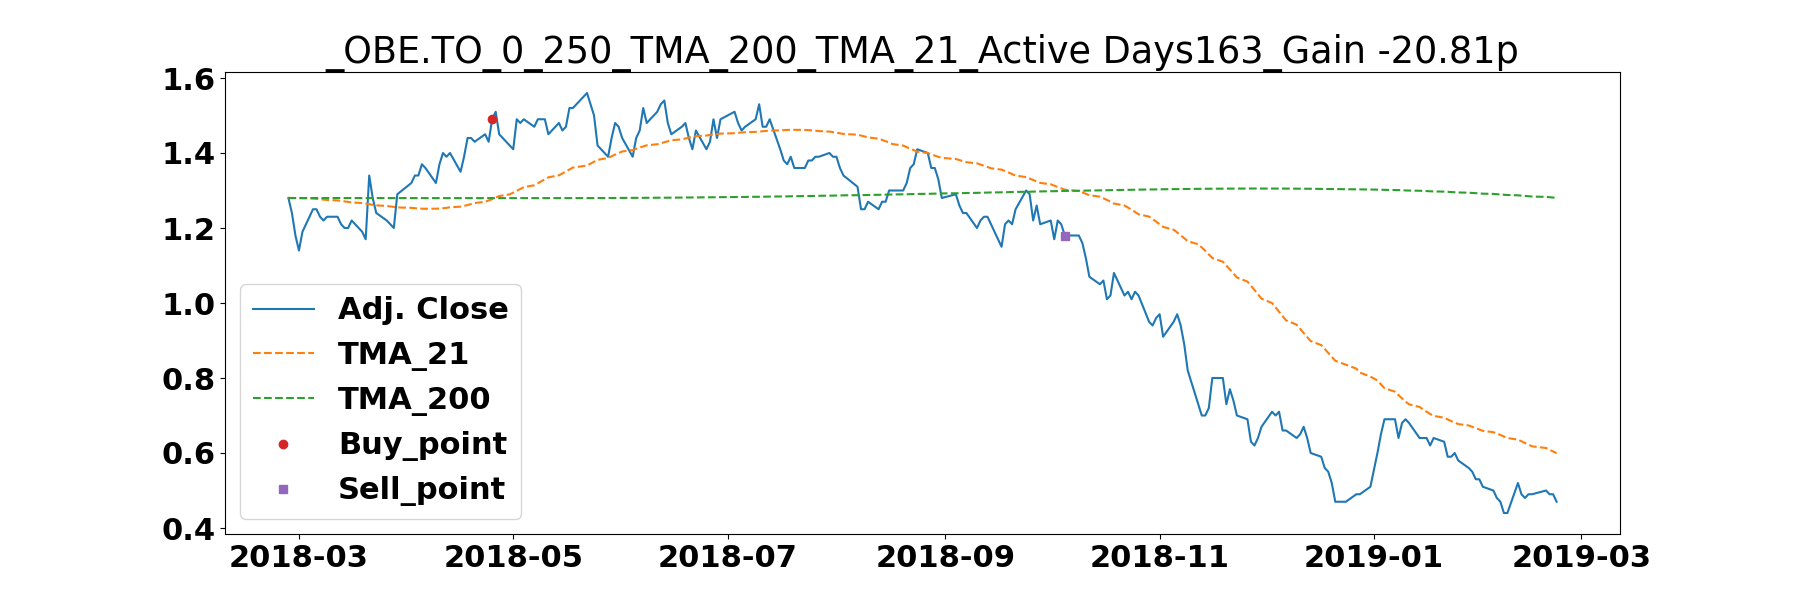 _OBE.TO_0_250_TMA_200_TMA_21_Active Days163_Gain -20.81p
1.6
1.4
1.2
1.0
0.8
0.6
0.4
Adj. Close
TMA_21
TMA_200
Buy_point
Sell_point
2018-03 2018-05 2018-07 2018-09 2018-11 2019-01 2019-03